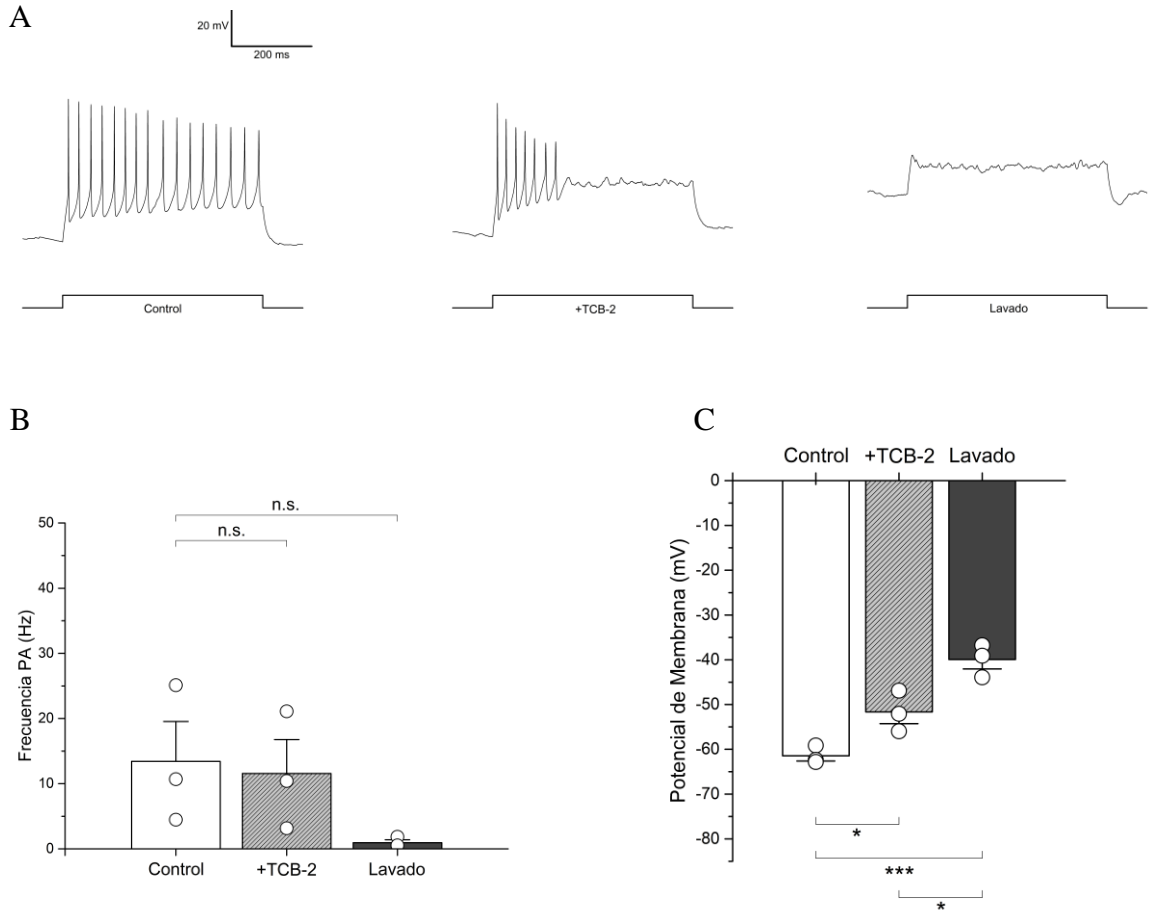 A
20 mV
200 ms
Control
+TCB-2
Lavado
B
n.s.
n.s.
50
40
30
20
10
0
Frecuencia PA (Hz)
Control
+TCB-2
Lavado
C
Control
+TCB-2
Lavado
0
-10
-20
-30
-40
-50
-60
-70
-80
Potencial de Membrana (mV)
*
***
*